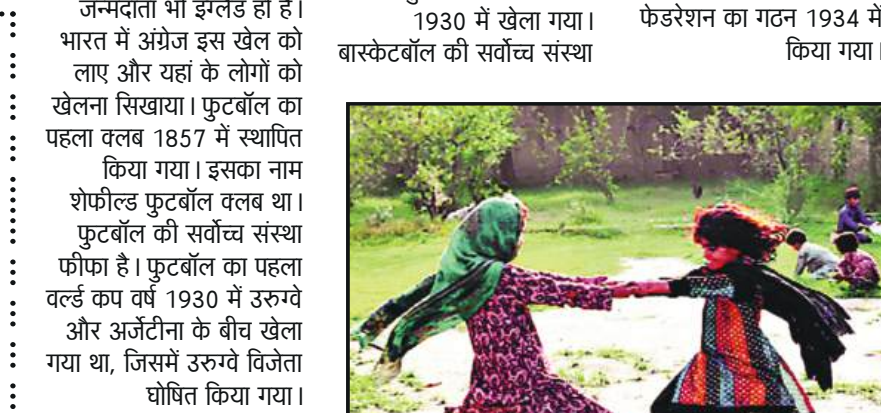 जन्मदाता भी इंग्लैंड ही है।
भारत में अंग्रेज इस खेल को
लाए और यहां के लोगों को
खेलना सिखाया। फुटबॉल का
पहला क्लब 1857 में स्थापित
किया गया। इसका नाम
शेफील्ड फुटबॉल क्लब था।
फुटबॉल की सर्वोच्च संस्था
फीफा है। फुटबॉल का पहला
वर्ल्ड कप वर्ष 1930 में उरुग्वे
और अर्जेटीना के बीच खेला
गया था, जिसमें उरुग्वे विजेता
घोषित किया गया।
1930 में खेला गया।
बास्केटबॉल की सर्वोच्च संस्था
फेडरेशन का गठन 1934 में
किया गया।